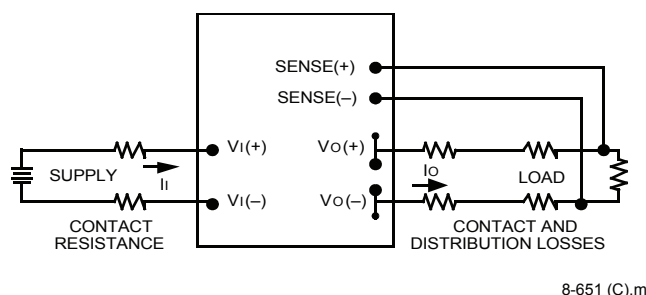 SENSE(+)
SENSE(–)
SUPPLY
II
VI(+)
VO(+)
IO
LOAD
VI(–)
VO(–)
CONTACT
RESISTANCE
CONTACT AND
DISTRIBUTION LOSSES
8-651 (C).m